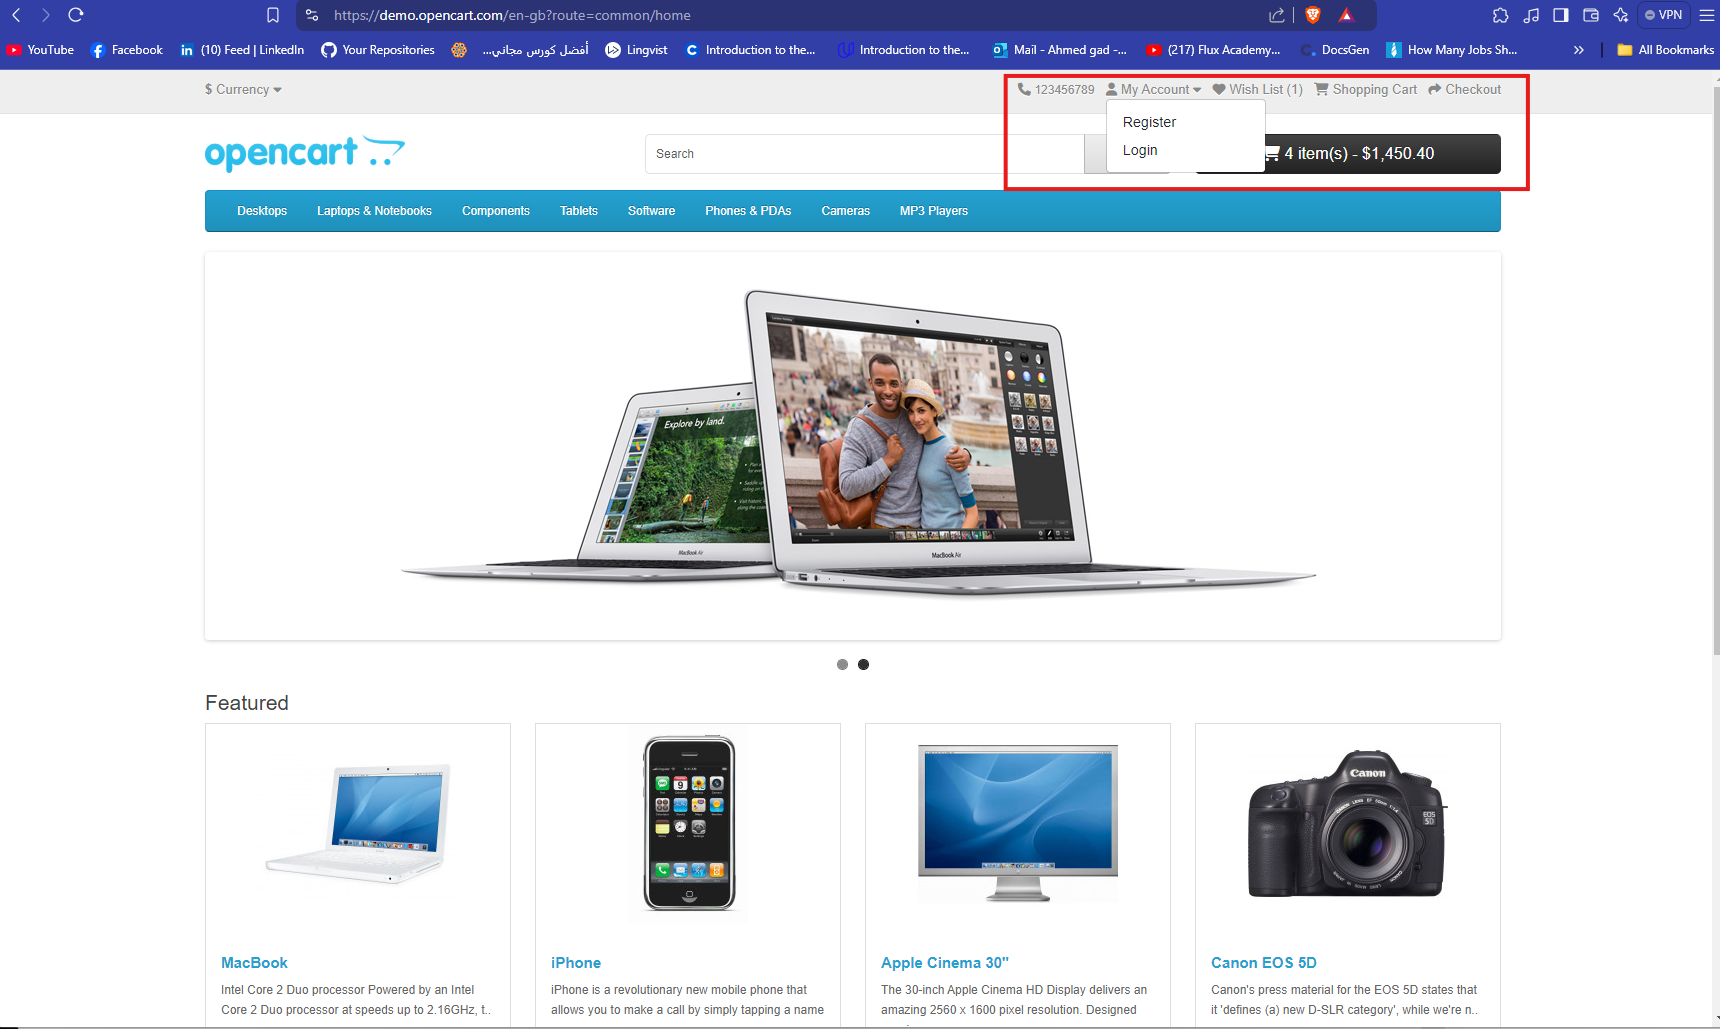 https://demo.opencart.com/en-gb?route=common/home
VPN
YouTube
Facebook
(10) Feed | LinkedIn
Your Repositories
أفضل كورس مجاني...
Lingvist
Introduction to the...
Introduction to the...
Mail - Ahmed gad -...
(217) Flux Academy...
DocsGen
How Many Jobs Sh...
»
All Bookmarks
$ Currency
123456789
My Account
Wish List (1)
Shopping Cart
Checkout
Register
Login
opencart
Search
4 item(s) - $1,450.40
Desktops
Laptops & Notebooks
Components
Tablets
Software
Phones & PDAs
Cameras
MP3 Players
Explore by land.
MacBook Air
MacBook Air
Featured
Canon
EOS
5D
MacBook
Intel Core 2 Duo processor Powered by an Intel
Core 2 Duo processor at speeds up to 2.16GHz, t..
iPhone
iPhone is a revolutionary new mobile phone that
allows you to make a call by simply tapping a name
Apple Cinema 30"
The 30-inch Apple Cinema HD Display delivers an
amazing 2560 x 1600 pixel resolution. Designed
Canon EOS 5D
Canon's press material for the EOS 5D states that
it 'defines (a) new D-SLR category', while we're n..